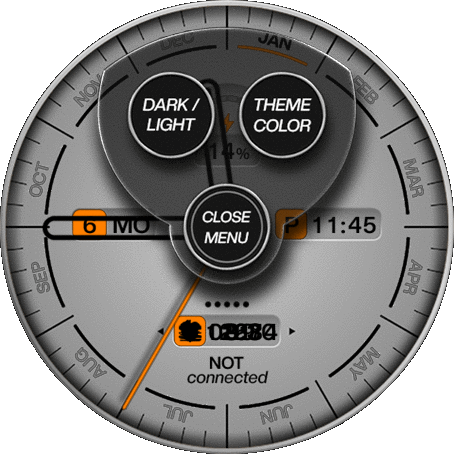 DEC
JAN
NOV
FEB
DARK /
LIGHT
THEME
COLOR
14%
OCT
MAR
6 MO
CLOSE
MENU
P 11:45
SEP
APR
NOT
connected
AUG
MAY
JUL
JUN